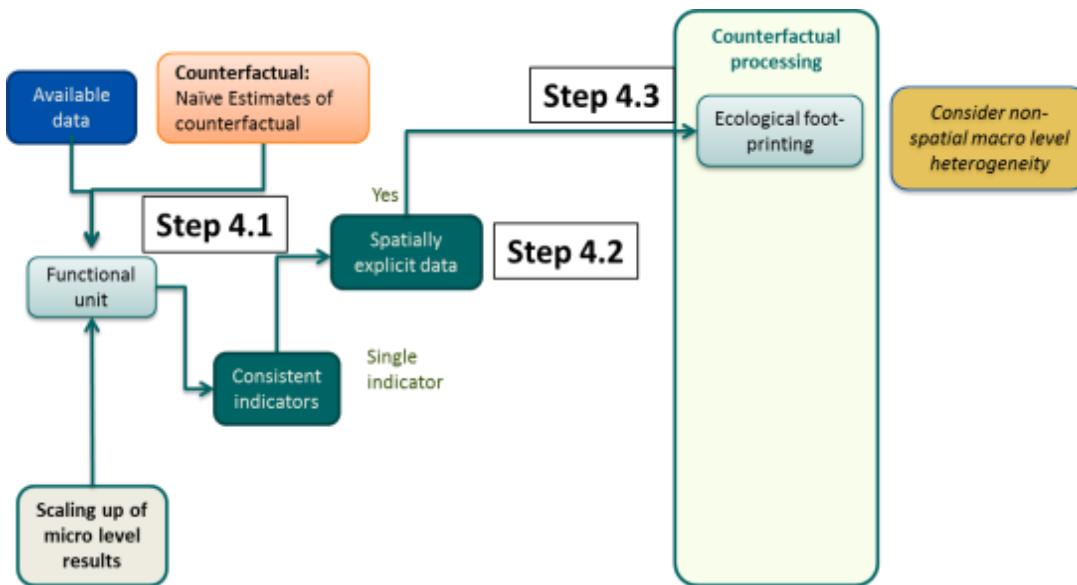 Available
data
Counterfactual:
Naïve Estimates of
counterfactual
Step 4.1
Functional
unit
Consistent
indicators
Single
indicator
Yes
Spatially
explicit data
Step 4.2
Step 4.3
Counterfactual
processing
Ecological foot-
printing
Consider non-
spatial macro level
heterogeneity
Scaling up of
micro level
results